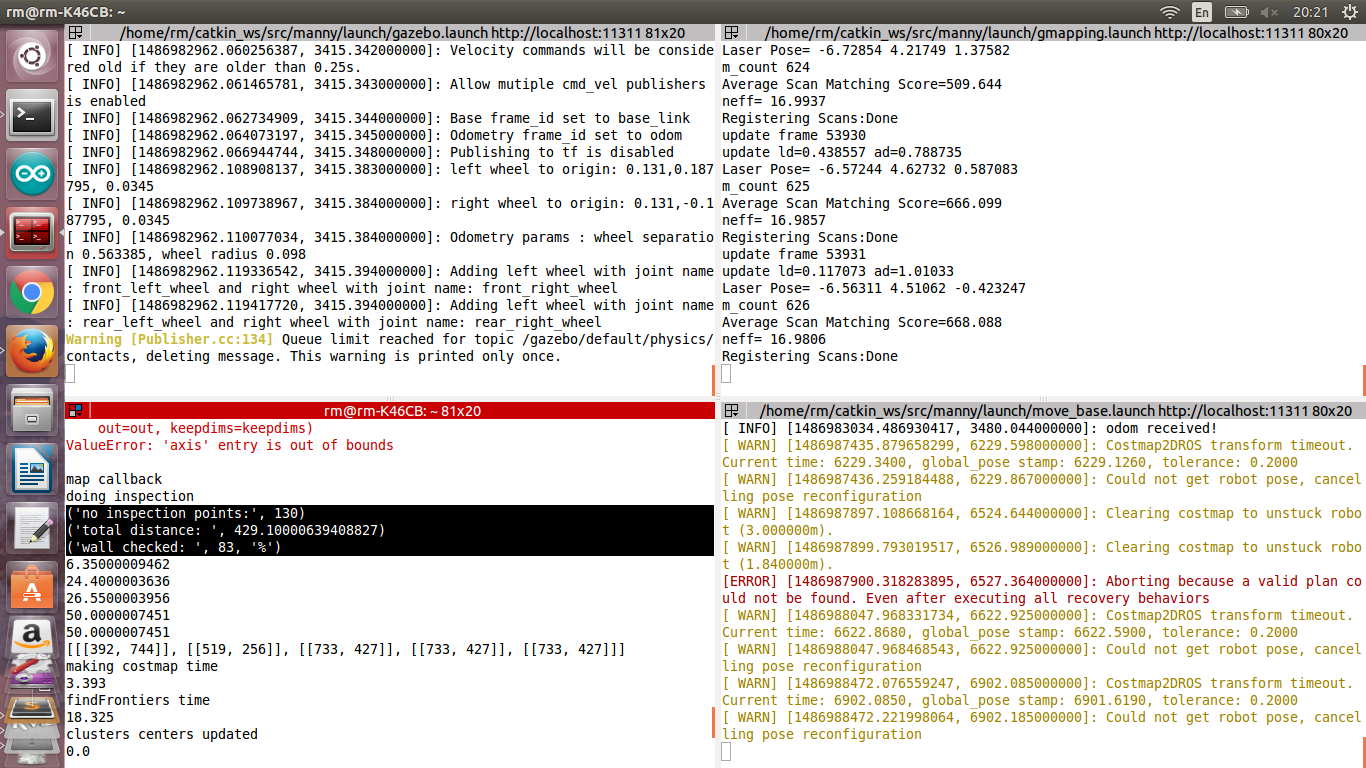 rm@rm-K46CB: ~
En
20:21
/home/rm/catkin_ws/src/manny/launch/gazebo.launch http://localhost:11311 81x20
[ INFO] [1486982962.060256387, 3415.342000000]: Velocity commands will be conside
red old if they are older than 0.25s.
[ INFO] [1486982962.061465781, 3415.343000000]: Allow mutiple cmd_vel publishers
is enabled
[ INFO] [1486982962.062734909, 3415.344000000]: Base frame_id set to base_link
[ INFO] [1486982962.064073197, 3415.345000000]: Odometry frame_id set to odom
[ INFO] [1486982962.066944744, 3415.348000000]: Publishing to tf is disabled
[ INFO] [1486982962.108908137, 3415.383000000]: left wheel to origin: 0.131,0.187
795, 0.0345
[ INFO] [1486982962.109738967, 3415.384000000]: right wheel to origin: 0.131,-0.1
87795, 0.0345
[ INFO] [1486982962.110077034, 3415.384000000]: Odometry params : wheel separatio
n 0.563385, wheel radius 0.098
[ INFO] [1486982962.119336542, 3415.394000000]: Adding left wheel with joint name
: front_left_wheel and right wheel with joint name: front_right_wheel
[ INFO] [1486982962.119417720, 3415.394000000]: Adding left wheel with joint name
: rear_left_wheel and right wheel with joint name: rear_right_wheel
Warning [Publisher.cc:134] Queue limit reached for topic /gazebo/default/physics/
contacts, deleting message. This warning is printed only once.
/home/rm/catkin_ws/src/manny/launch/gmapping.launch http://localhost:11311 80x20
Laser Pose= -6.72854 4.21749 1.37582
m_count 624
Average Scan Matching Score=509.644
neff= 16.9937
Registering Scans:Done
update frame 53930
update ld=0.438557 ad=0.788735
Laser Pose= -6.57244 4.62732 0.587083
m_count 625
Average Scan Matching Score=666.099
neff= 16.9857
Registering Scans:Done
update frame 53931
update ld=0.117073 ad=1.01033
Laser Pose= -6.56311 4.51062 -0.423247
m_count 626
Average Scan Matching Score=668.088
neff= 16.9806
Registering Scans:Done
rm@rm-K46CB: ~ 81x20
out=out, keepdims=keepdims)
ValueError: 'axis' entry is out of bounds
map callback
doing inspection
('no inspection points:', 130)
('total distance: ', 429.10000639408827)
('wall checked: ', 83, '%')
6.35000009462
24.4000003636
26.5500003956
50.0000007451
50.0000007451
[[[392, 744]], [[519, 256]], [[733, 427]], [[733, 427]], [[733, 427]]]
making costmap time
3.393
findFrontiers time
18.325
clusters centers updated
0.0
/home/rm/catkin_ws/src/manny/launch/move_base.launch http://localhost:11311 80x20
[ INFO] [1486983034.486930417, 3480.044000000]: odom received!
[ WARN] [1486987435.879658299, 6229.598000000]: Costmap2DROS transform timeout.
Current time: 6229.3400, global_pose stamp: 6229.1260, tolerance: 0.2000
[ WARN] [1486987436.259184488, 6229.867000000]: Could not get robot pose, cancel
ling pose reconfiguration
[ WARN] [1486987897.108668164, 6524.644000000]: Clearing costmap to unstuck robo
t (3.000000m).
[ WARN] [1486987899.793019517, 6526.989000000]: Clearing costmap to unstuck robo
t (1.840000m).
[ERROR] [1486987900.318283895, 6527.364000000]: Aborting because a valid plan co
uld not be found. Even after executing all recovery behaviors
[ WARN] [1486988047.968331734, 6622.925000000]: Costmap2DROS transform timeout.
Current time: 6622.8680, global_pose stamp: 6622.5900, tolerance: 0.2000
[ WARN] [1486988047.968468543, 6622.925000000]: Could not get robot pose, cancel
ling pose reconfiguration
[ WARN] [1486988472.076559247, 6902.085000000]: Costmap2DROS transform timeout.
Current time: 6902.0850, global_pose stamp: 6901.6190, tolerance: 0.2000
[ WARN] [1486988472.221998064, 6902.185000000]: Could not get robot pose, cancel
ling pose reconfiguration